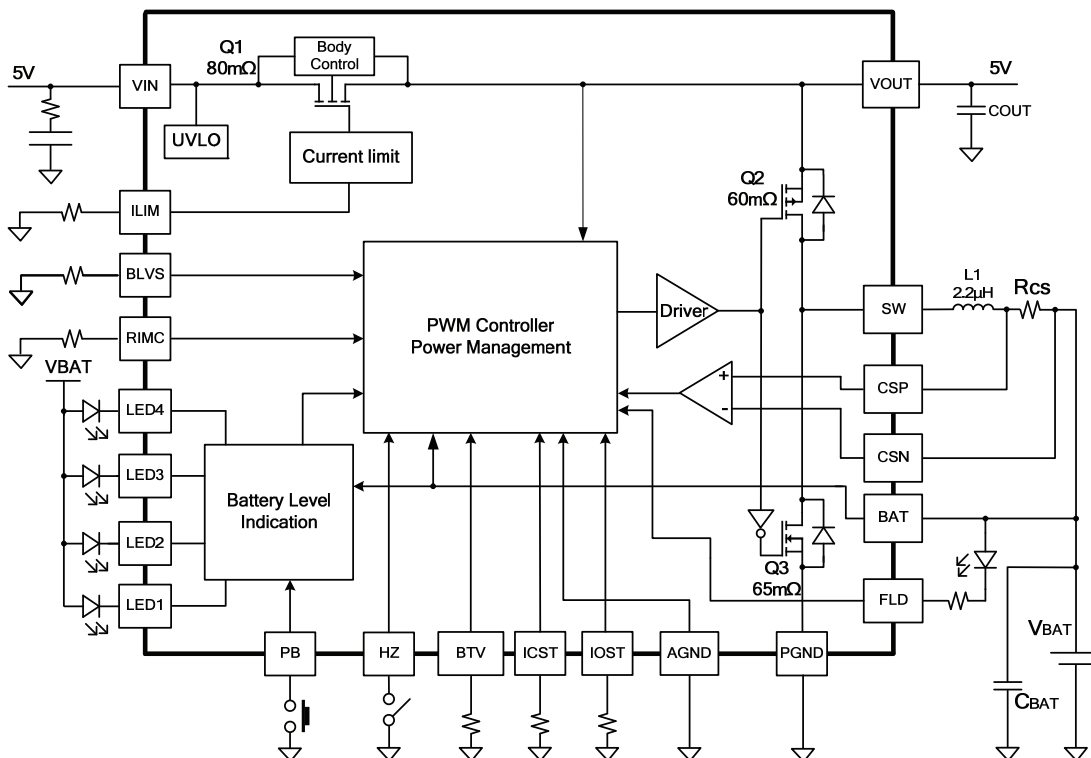 Q1
80mΩ
Body
Control
5V
VIN
UVLO
Current limit
VOUT
5V
COUT
ILIM
Q2
60mΩ
BLVS
RIMC
PWM Controller
Power Management
Driver
SW
L1
2.2µH
Rcs
VBAT
CSP
+
-
LED4
CSN
LED3
Battery Level
Indication
BAT
LED2
Q3
65mΩ
LED1
FLD
PB
HZ
BTV
ICST
IOST
AGND
PGND
VBAT
CBAT